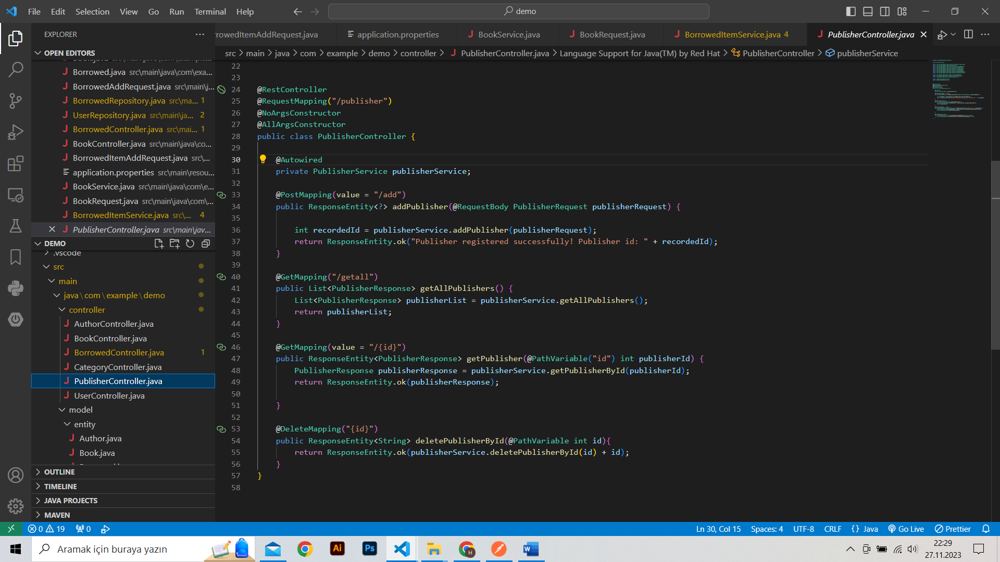 File Edit Selection View Go Run Terminal Help
demo
EXPLORER
rowedItemAddRequest.java application.properties BookService.java BookRequest.java BorrowedItemService.java 4 PublisherController.java
src > main > java > com > example > demo > controller > PublisherController.java > Language Support for Java(TM) by Red Hat > PublisherController > publisherService
OPEN EDITORS
Borrowed.java src\main\java\com\exa...
BorrowedAddRequest.java src\main\j...
BorrowedRepository.java src\ma... 1
UserRepository.java src\main\ja... 2
BorrowedController.java src\mai... 1
BookController.java src\main\java\co...
BorrowedItemAddRequest.java src\...
application.properties src\main\resou...
BookService.java src\main\java\com\e...
BookRequest.java src\main\java\com\...
BorrowedItemService.java src\... 4
PublisherController.java src\main\jav...
DEMO
.vscode
src
main
java\com\example\demo
controller
AuthorController.java
BookController.java
BorrowedController.java 1
CategoryController.java
PublisherController.java
UserController.java
model
entity
Author.java
Book.java
OUTLINE
TIMELINE
JAVA PROJECTS
MAVEN
22
23
24 @RestController
25 @RequestMapping("/publisher")
26 @NoArgsConstructor
27 @AllArgsConstructor
28 public class PublisherController {
29
30 @Autowired
31 private PublisherService publisherService;
32
33 @PostMapping(value = "/add")
34 public ResponseEntity<?> addPublisher(@RequestBody PublisherRequest publisherRequest) {
35
36 int recordedId = publisherService.addPublisher(publisherRequest);
37 return ResponseEntity.ok("Publisher registered successfully! Publisher id: " + recordedId);
38 }
39
40 @GetMapping("/getall")
41 public List<PublisherResponse> getAllPublishers() {
42 List<PublisherResponse> publisherList = publisherService.getAllPublishers();
43 return publisherList;
44 }
45
46 @GetMapping(value = "/{id}")
47 public ResponseEntity<PublisherResponse> getPublisher(@PathVariable("id") int publisherId) {
48 PublisherResponse publisherResponse = publisherService.getPublisherById(publisherId);
49 return ResponseEntity.ok(publisherResponse);
50
51 }
52
53 @DeleteMapping("{id}")
54 public ResponseEntity<String> deletePublisherById(@PathVariable int id){
55 return ResponseEntity.ok(publisherService.deletePublisherById(id) + id);
56 }
57 }
58
0 19 0 Ln 30, Col 15 Spaces: 4 UTF-8 CRLF {} Java Go Live Prettier
Aramak için buraya yazın
Ai Ps H W
22:29
27.11.2023